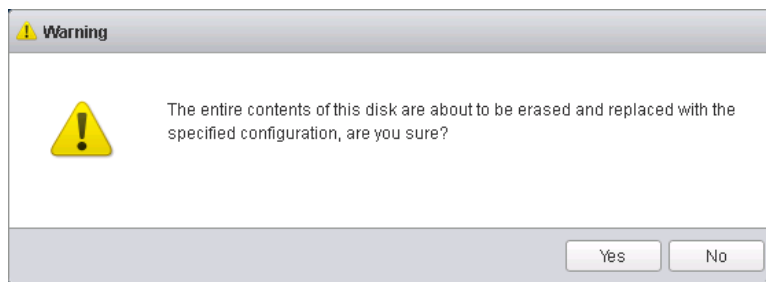 Warning
The entire contents of this disk are about to be erased and replaced with the
specified configuration, are you sure?
Yes No